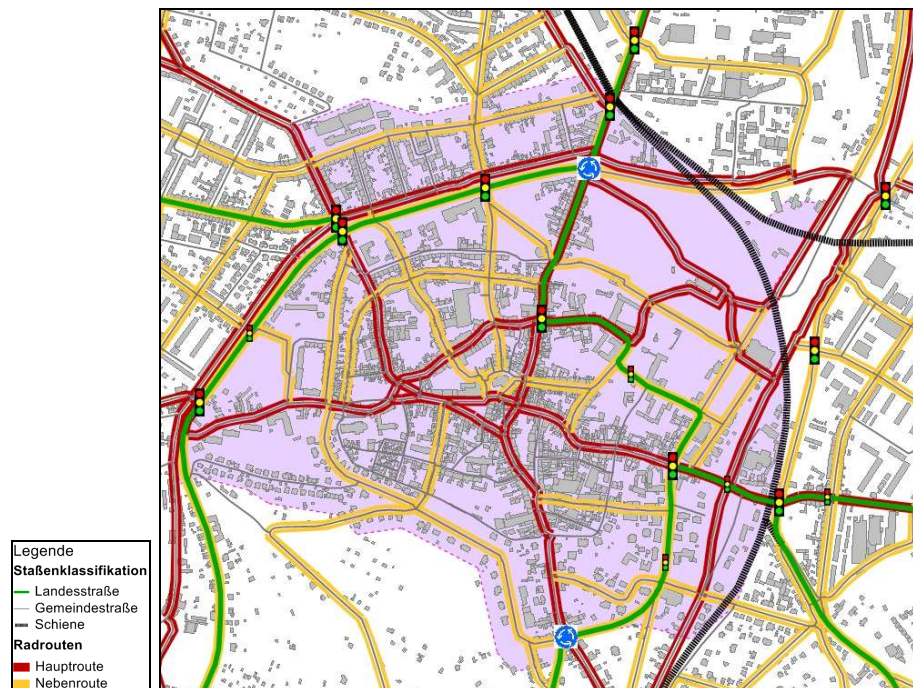 Legende
Staßenklassifikation
Landesstraße
Gemeindestraße
Schiene
Radrouten
Hauptroute
Nebenroute